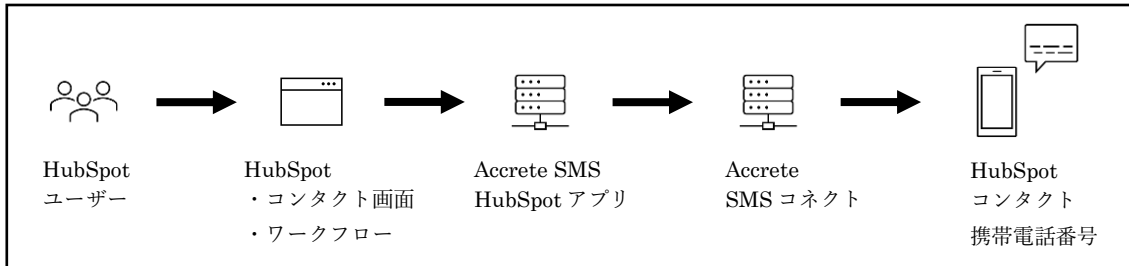 HubSpot
ユーザー
HubSpot
・コンタクト画面
・ワークフロー
Accrete SMS
HubSpot アプリ
Accrete
SMS コネクト
HubSpot
コンタクト
携帯電話番号